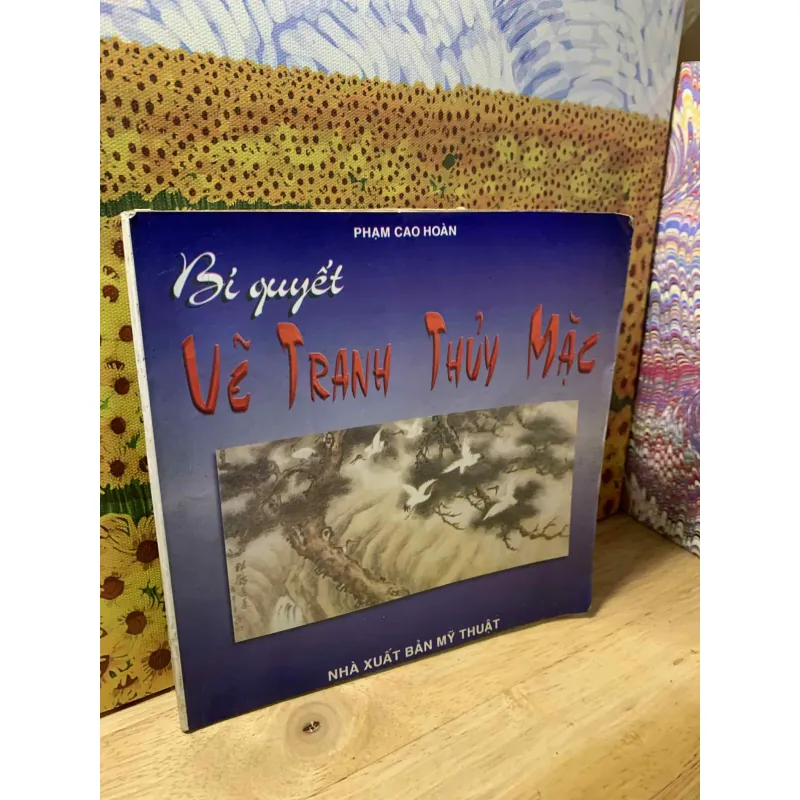 PHẠM CAO HOÀN
Bí quyết
VẼ TRANH THỦY MẶC
NHÀ XUẤT BẢN MỸ THUẬT